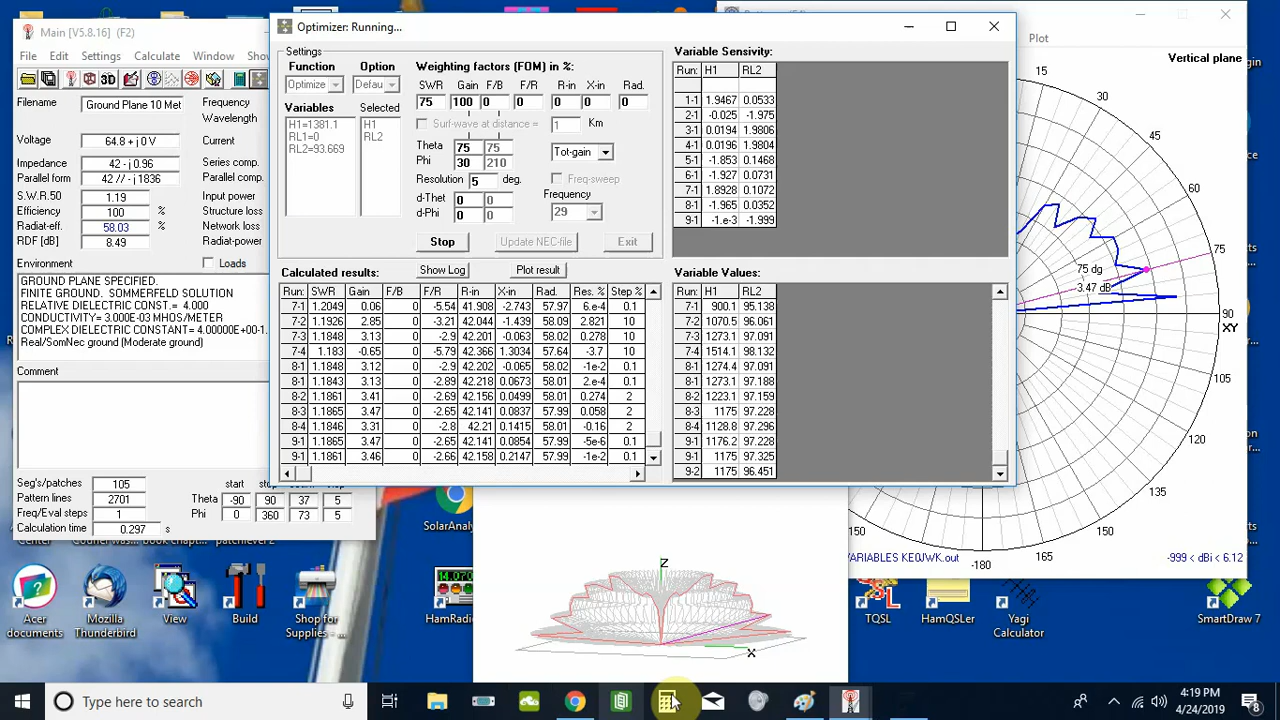 Main [V5.8.16] (F2)
File Edit Settings Calculate Window Show
Filename Ground Plane 10 Met Frequency
Wavelength
Voltage 64.8 + j 0 V Current
Impedance 42 - j 0.96 Series comp.
Parallel form 42 // - j 1836 Parallel comp.
S.W.R.50 1.19 Input power
Efficiency 100 % Structure loss
Radiat-eff. 58.03 % Network loss
RDF [dB] 8.49 Radiat-power
Environment Loads
GROUND PLANE SPECIFIED.
FINITE GROUND. SOMMERFELD SOLUTION
RELATIVE DIELECTRIC CONST.= 4.000
CONDUCTIVITY= 3.000E-03 MHOS/METER
COMPLEX DIELECTRIC CONSTANT= 4.00000E+00-1.
Real/SomNec ground (Moderate ground)
Comment
Seg's/patches 105
Pattern lines 2701
Freq/Eval steps 1
Calculation time 0.297 s
start count step
Theta -90 90 37 5
Phi 0 360 73 5
Optimizer: Running...
Settings
Function Option
Optimize Defau
Variables Selected
H1=1381.1
RL1=0
RL2=93.669
H1
RL2
Weighting factors (FOM) in %:
SWR Gain F/B F/R R-in X-in Rad.
75 100 0 0 0 0 0
Surf-wave at distance = 1 Km
Theta 75 75 Tot-gain
Phi 30 210
Resolution 5 deg. Freq-sweep
d-Thet 0 0 Frequency
d-Phi 0 0 29
Stop Update NEC-file Exit
Calculated results: Show Log Plot result
Run: SWR Gain F/B F/R R-in X-in Rad. Res. % Step %
7-1 1.2049 0.06 0 -5.54 41.908 -2.743 57.97 6.e-4 0.1
7-2 1.1926 2.85 0 -3.21 42.044 -1.439 58.09 2.821 10
7-3 1.1848 3.13 0 -2.9 42.201 -0.063 58.02 0.278 10
7-4 1.183 -0.65 0 -5.79 42.366 1.3034 57.64 -3.7 10
8-1 1.1848 3.12 0 -2.9 42.202 -0.065 58.02 -1e-2 0.1
8-1 1.1843 3.13 0 -2.89 42.218 0.0673 58.01 2.e-4 0.1
8-2 1.1861 3.41 0 -2.69 42.156 0.0499 58.01 0.274 2
8-3 1.1865 3.47 0 -2.65 42.141 0.0837 57.99 0.058 2
8-4 1.1846 3.31 0 -2.8 42.21 0.1415 58.01 -0.16 2
9-1 1.1865 3.47 0 -2.65 42.141 0.0854 57.99 -5e-6 0.1
9-1 1.1861 3.46 0 -2.66 42.158 0.2147 57.99 -1e-2 0.1
Variable Sensivity:
Run: H1 RL2
1-1 1.9467 0.0533
2-1 -0.025 -1.975
3-1 0.0194 1.9806
4-1 0.0196 1.9804
5-1 -1.853 0.1468
6-1 -1.927 0.0731
7-1 1.8928 0.1072
8-1 -1.965 0.0352
9-1 -1.e-3 -1.999
Variable Values:
Run: H1 RL2
7-1 900.1 95.138
7-2 1070.5 96.061
7-3 1273.1 97.091
7-4 1514.1 98.132
8-1 1274.4 97.091
8-1 1273.1 97.188
8-2 1223.1 97.159
8-3 1175 97.228
8-4 1128.8 97.296
9-1 1176.2 97.228
9-1 1175 97.325
9-2 1175 96.451
Plot
Vertical plane
15
30
45
60
75
90
XY
105
120
135
150
165
-180
165
150
75 dg
3.47 dB
VARIABLES KE0JWK.out
-999 < dBi < 6.12
Z
X
SolarAnaly
Acer documents
Mozilla Thunderbird
View
Build
Shop for Supplies - ...
14.070
HamRadio
TQSL
HamQSLer
Yagi Calculator
SmartDraw 7
Type here to search
4:19 PM
4/24/2019
8